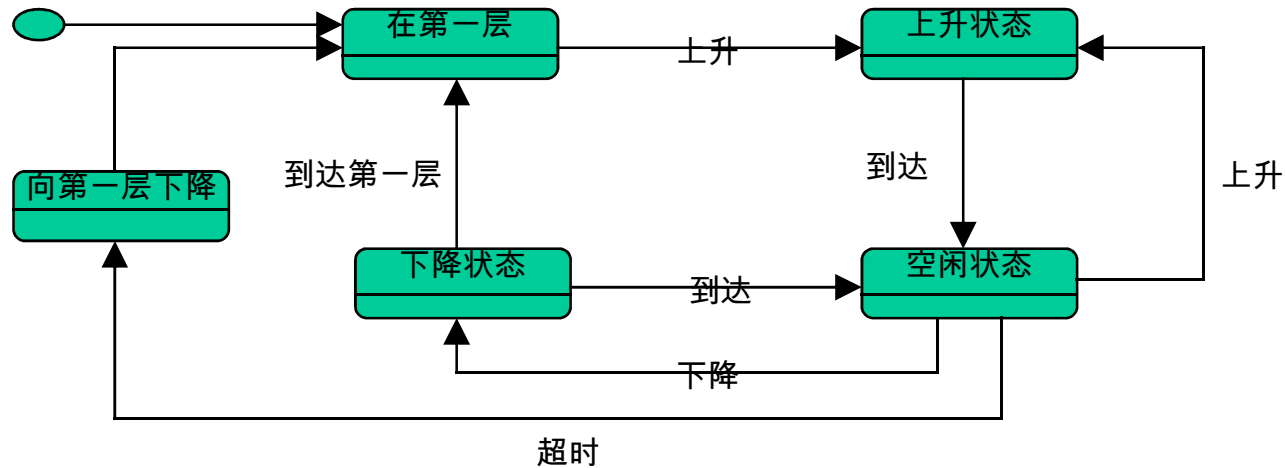 在第一层
上升
上升状态
向第一层下降
到达第一层
到达
上升
下降状态
到达
空闲状态
下降
超时